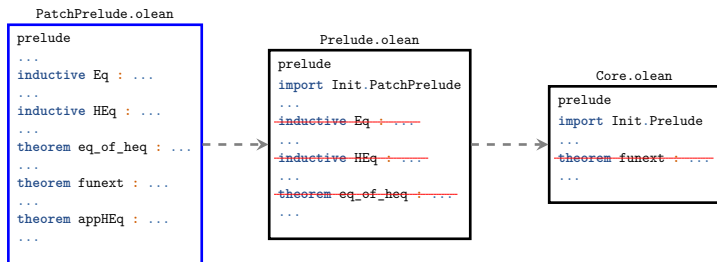 PatchPrelude.olean
prelude
...
inductive Eq : ...
...
inductive HEq : ...
...
theorem eq_of_heq : ...
...
theorem funext : ...
...
theorem appHEq : ...
...
Prelude.olean
prelude
import Init.PatchPrelude
...
inductive Eq : ...
...
inductive HEq : ...
...
theorem eq_of_heq : ...
...
Core.olean
prelude
import Init.Prelude
...
theorem funext : ...
...